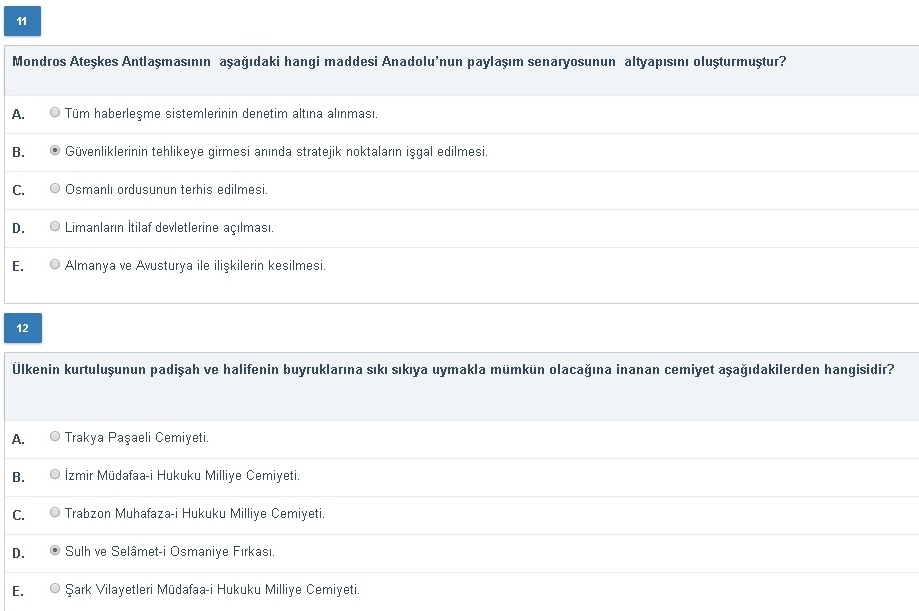 11
Mondros Ateşkes Antlaşmasının aşağıdaki hangi maddesi Anadolu'nun paylaşım senaryosunun altyapısını oluşturmuştur?
A. Tüm haberleşme sistemlerinin denetim altına alınması.
B. Güvenliklerinin tehlikeye girmesi anında stratejik noktaların işgal edilmesi.
C. Osmanlı ordusunun terhis edilmesi.
D. Limanların İtilaf devletlerine açılması.
E. Almanya ve Avusturya ile ilişkilerin kesilmesi.
12
Ülkenin kurtuluşunun padişah ve halifenin buyruklarına sıkı sıkıya uymakla mümkün olacağına inanan cemiyet aşağıdakilerden hangisidir?
A. Trakya Paşaeli Cemiyeti.
B. İzmir Müdafaa-i Hukuku Milliye Cemiyeti.
C. Trabzon Muhafaza-i Hukuku Milliye Cemiyeti.
D. Sulh ve Selâmet-i Osmaniye Fırkası.
E. Şark Vilayetleri Müdafaa-i Hukuku Milliye Cemiyeti.